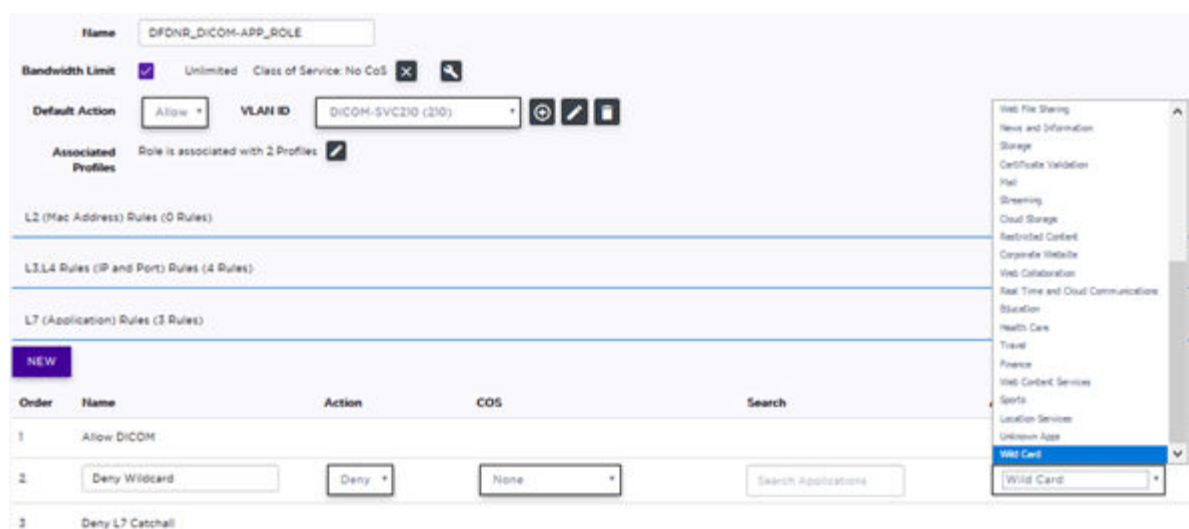 Name DFDNR_DICOM-APP_ROLE
Bandwidth Limit Unlimited Class of Service: No CoS
Default Action Allow VLAN ID DICOM-SVC210 (210)
Associated Profiles Role is associated with 2 Profiles
L2 (Mac Address) Rules (0 Rules)
L3,L4 Rules (IP and Port) Rules (4 Rules)
L7 (Application) Rules (3 Rules)
NEW
Order Name Action COS Search
1 Allow DICOM
2 Deny Wildcard Deny None Search Applications Wild Card
3 Deny L7 Catchall
Web File Sharing
News and Information
Storage
Certificate Validation
Mail
Streaming
Cloud Storage
Restricted Content
Corporate Website
Web Collaboration
Real Time and Cloud Communications
Education
Health Care
Travel
Finance
Web Content Services
Sports
Location Services
Unknown Apps
Wild Card